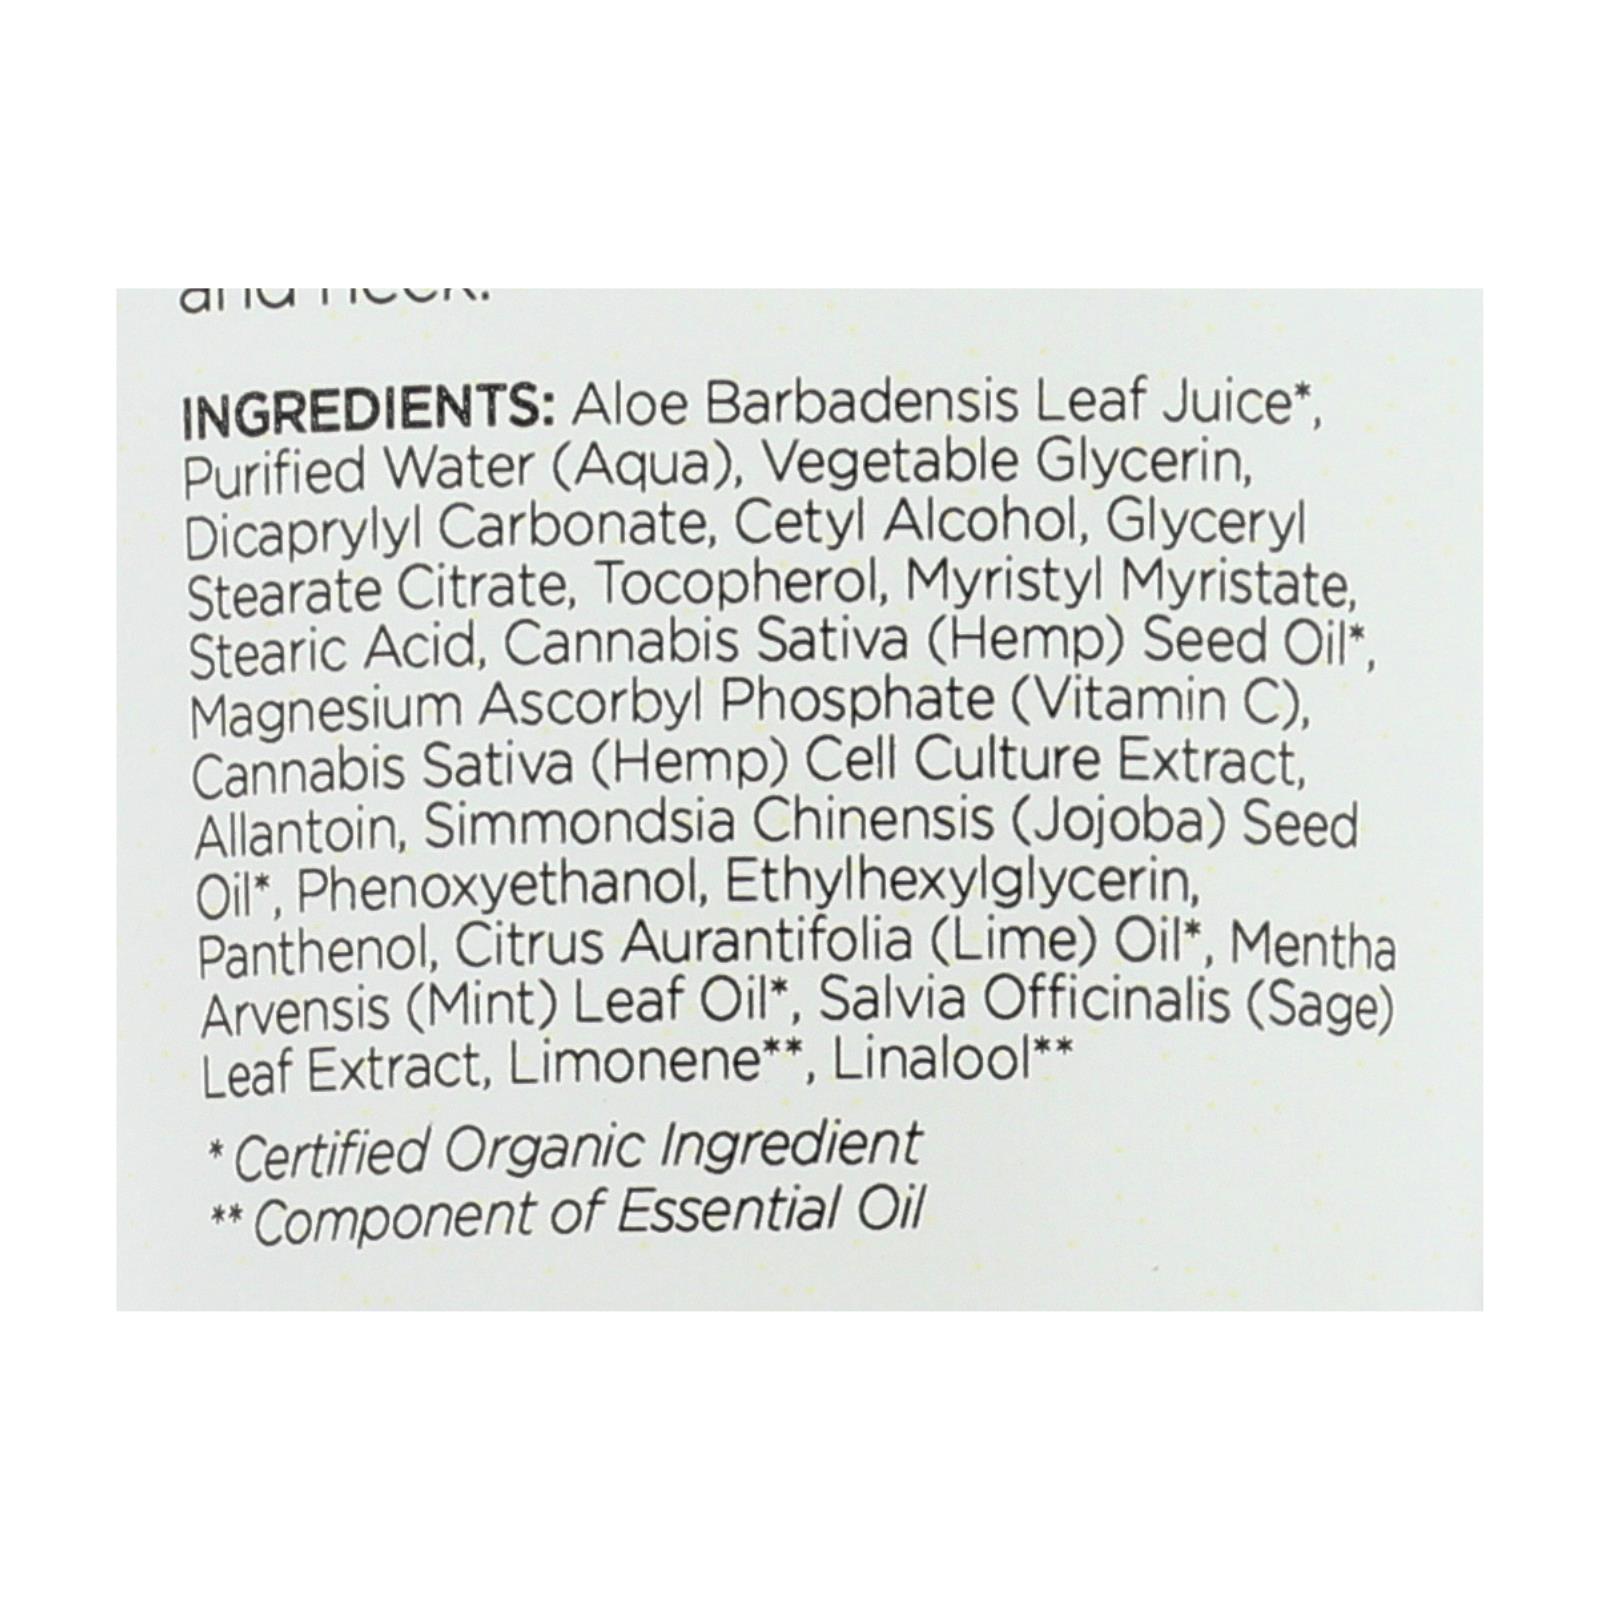 and neck.
INGREDIENTS: Aloe Barbadensis Leaf Juice*,
Purified Water (Aqua), Vegetable Glycerin,
Dicaprylyl Carbonate, Cetyl Alcohol, Glyceryl
Stearate Citrate, Tocopherol, Myristyl Myristate,
Stearic Acid, Cannabis Sativa (Hemp) Seed Oil*,
Magnesium Ascorbyl Phosphate (Vitamin C),
Cannabis Sativa (Hemp) Cell Culture Extract,
Allantoin, Simmondsia Chinensis (Jojoba) Seed
Oil*, Phenoxyethanol, Ethylhexylglycerin,
Panthenol, Citrus Aurantifolia (Lime) Oil*, Mentha
Arvensis (Mint) Leaf Oil*, Salvia Officinalis (Sage)
Leaf Extract, Limonene**, Linalool**
* Certified Organic Ingredient
** Component of Essential Oil